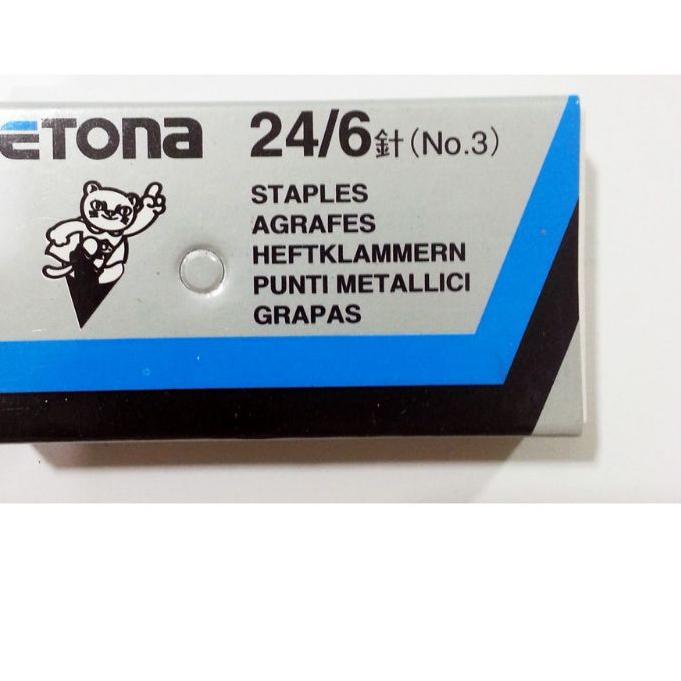 ETONA
24/6針(No.3)
STAPLES
AGRAFES
HEFTKLAMMERN
PUNTI METALLICI
GRAPAS